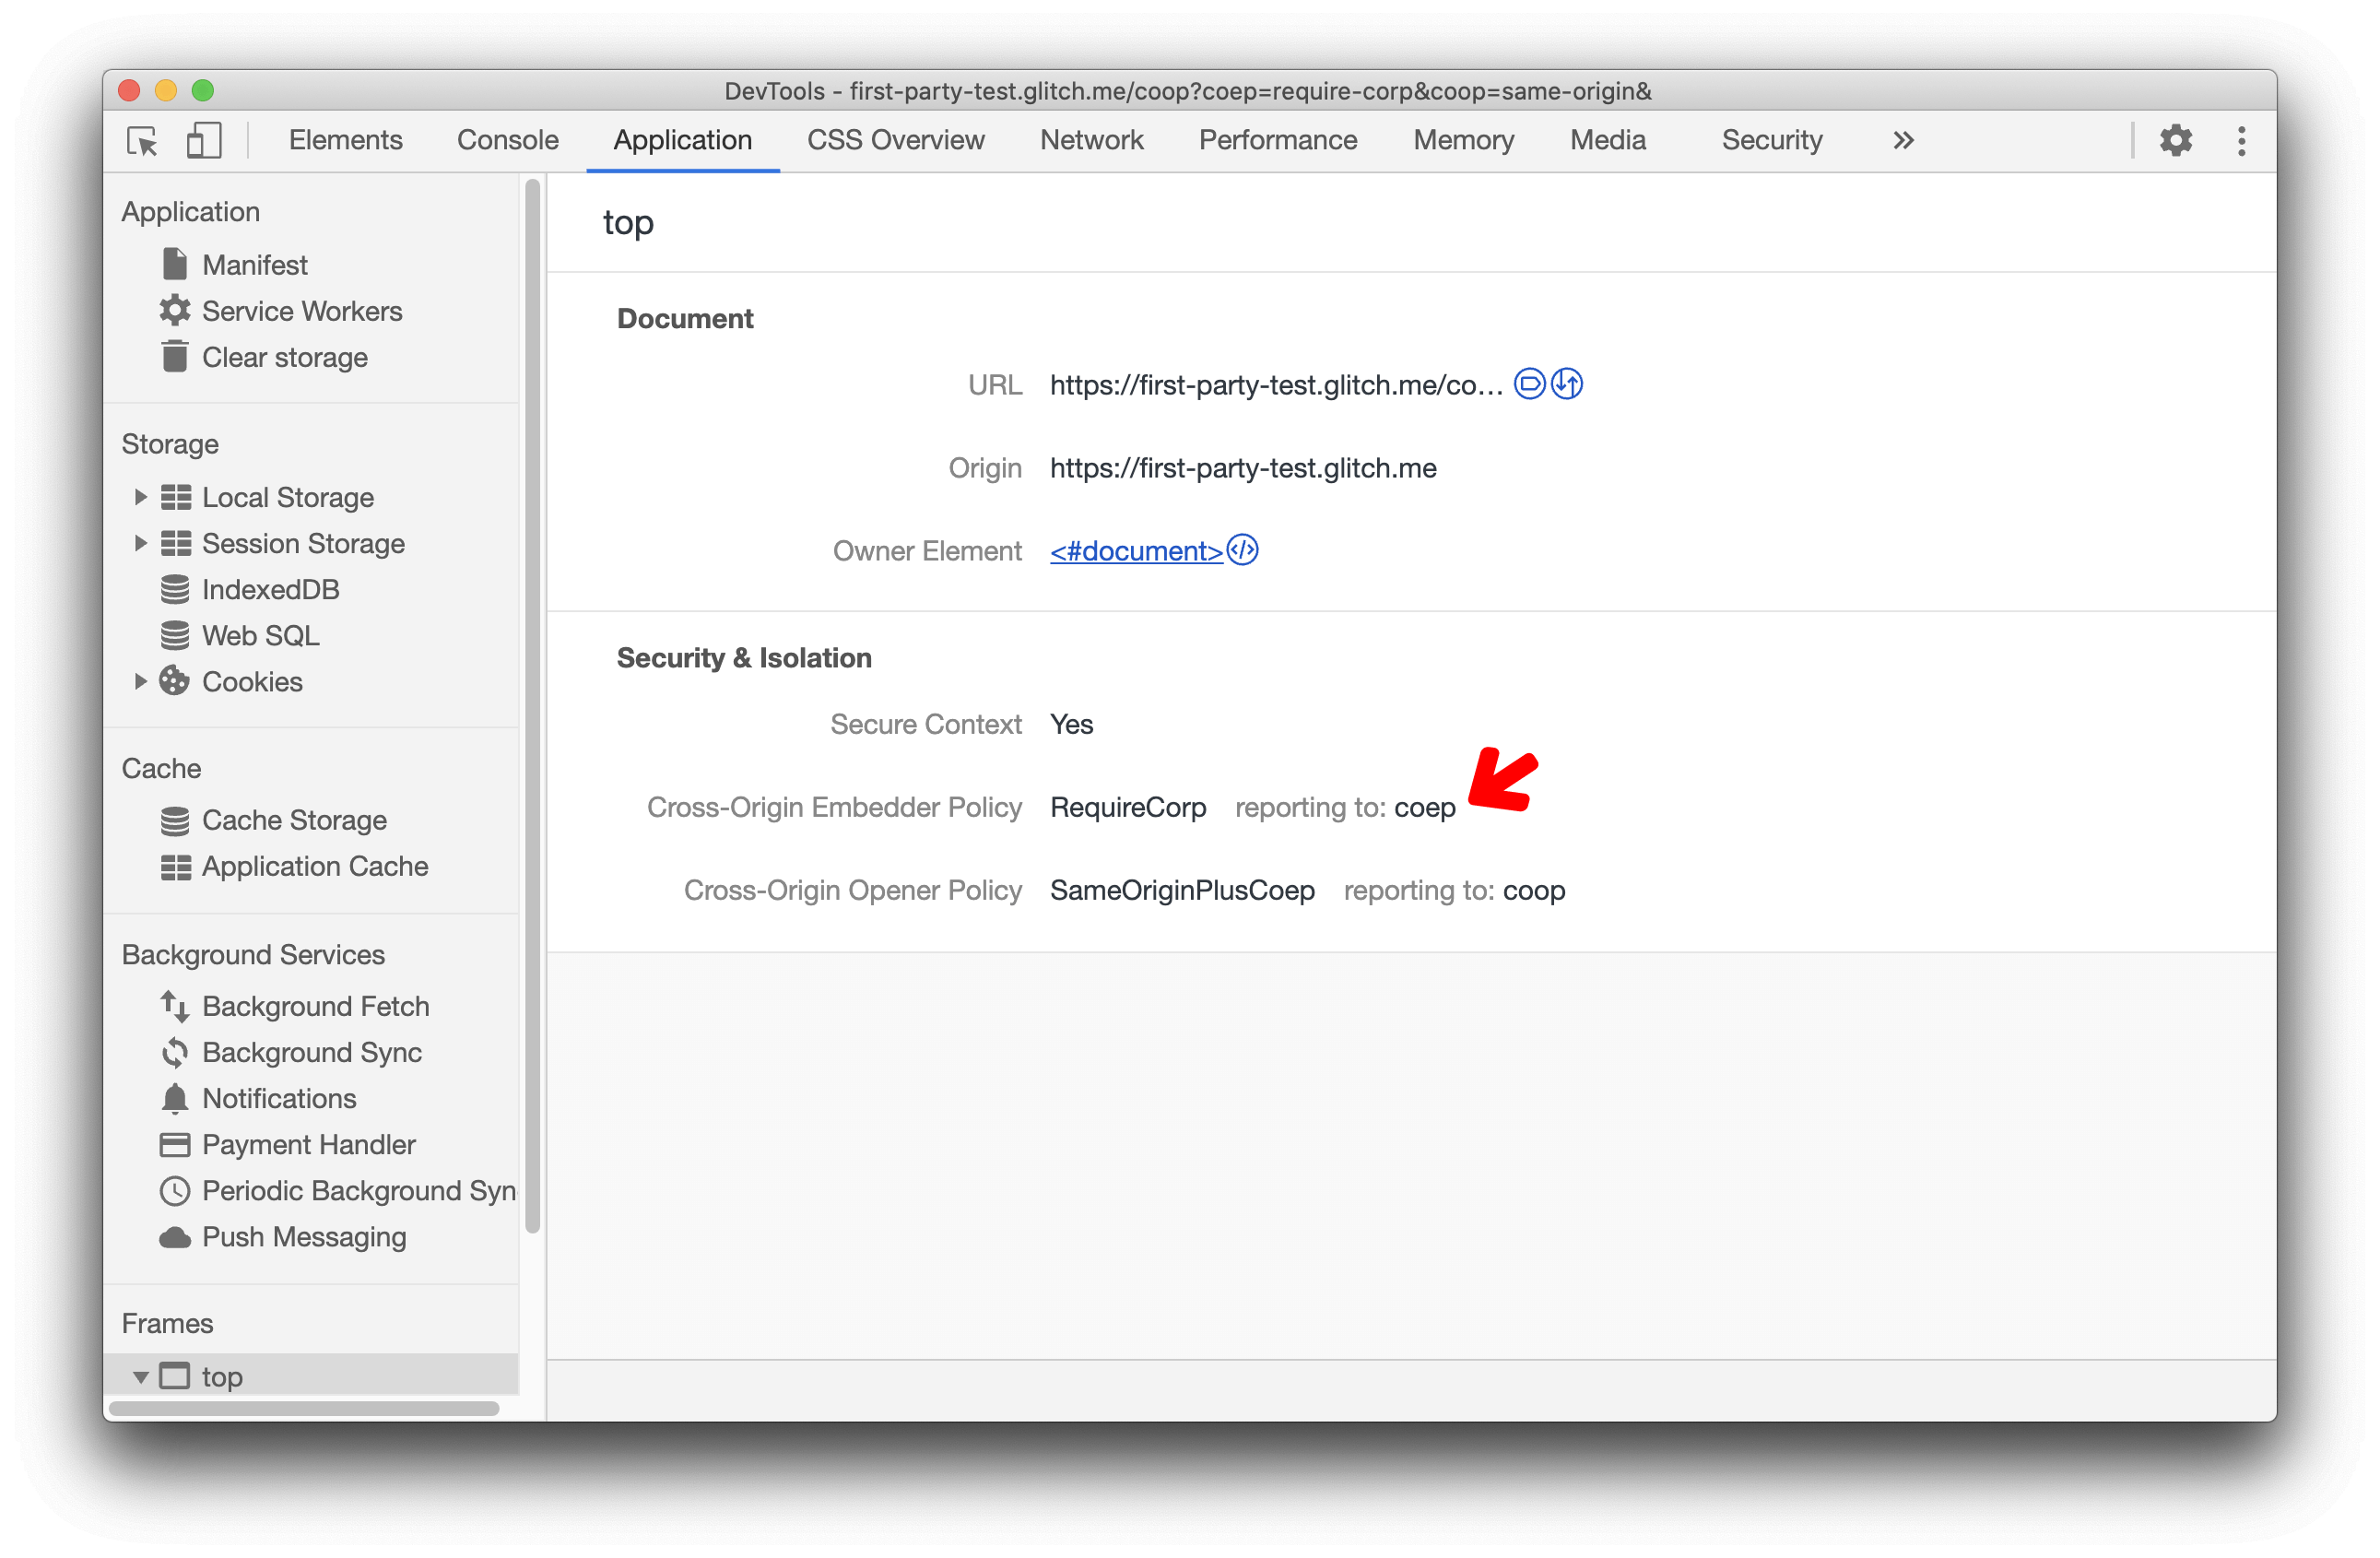 DevTools - first-party-test.glitch.me/coop?coep=require-corp&coop=same-origin&
Elements Console Application CSS Overview Network Performance Memory Media Security »
Application
Manifest
Service Workers
Clear storage
Storage
Local Storage
Session Storage
IndexedDB
Web SQL
Cookies
Cache
Cache Storage
Application Cache
Background Services
Background Fetch
Background Sync
Notifications
Payment Handler
Periodic Background Syn
Push Messaging
Frames
top
top
Document
URL https://first-party-test.glitch.me/co...
Origin https://first-party-test.glitch.me
Owner Element <#document>
Security & Isolation
Secure Context Yes
Cross-Origin Embedder Policy RequireCorp reporting to: coep
Cross-Origin Opener Policy SameOriginPlusCoep reporting to: coop